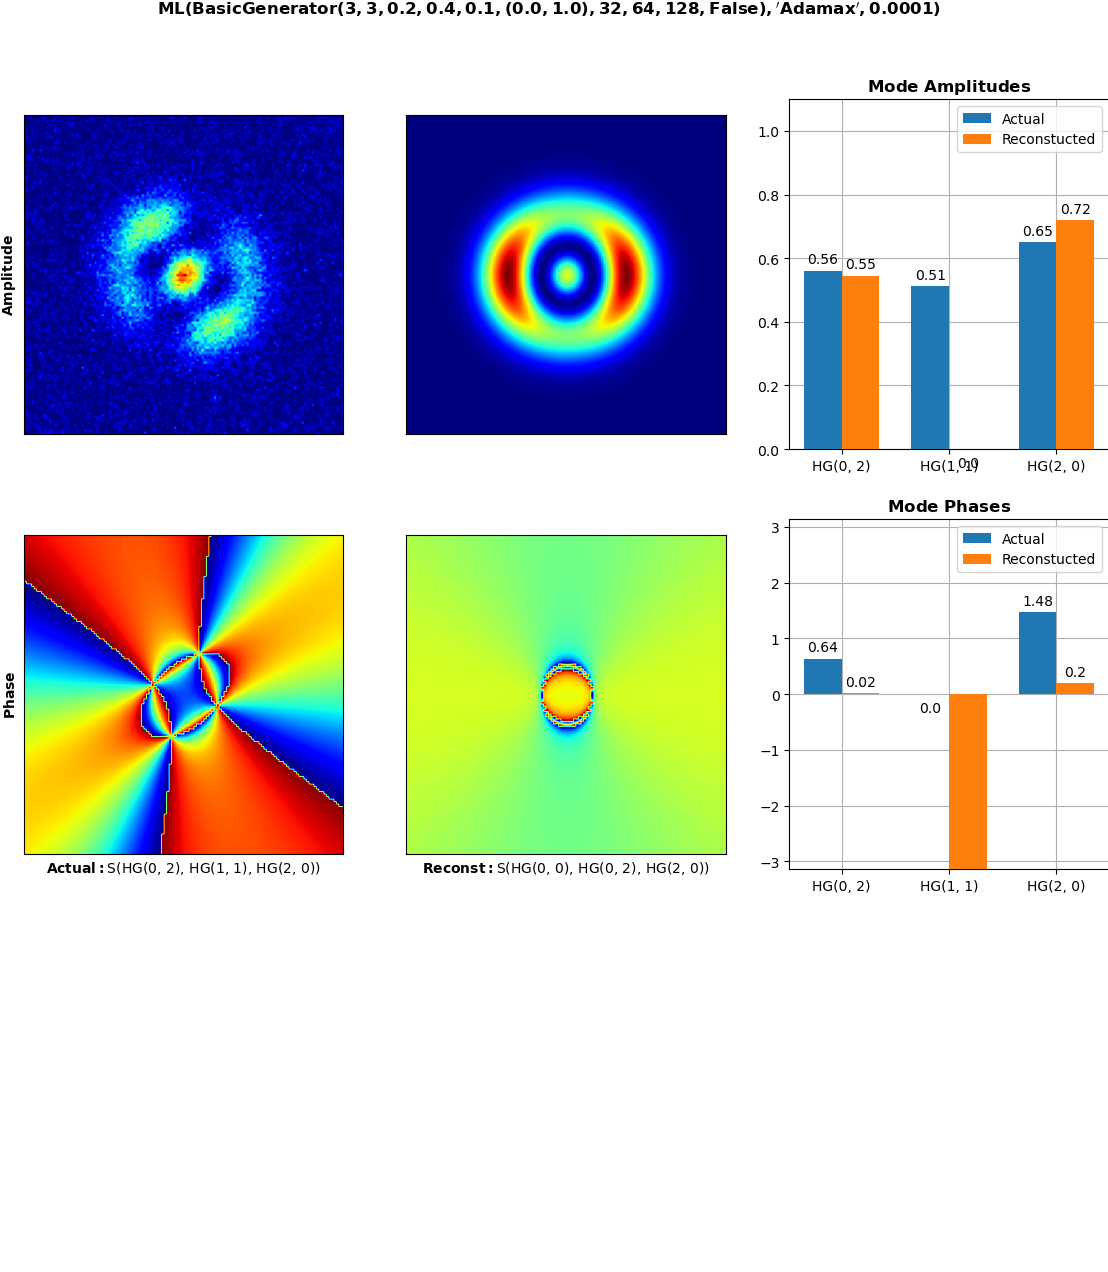 ML(BasicGenerator(3, 3, 0.2, 0.4, 0.1, (0.0, 1.0), 32, 64, 128, False), ′Adamax′, 0.0001)
Amplitude
Mode Amplitudes
Actual
Reconstucted
1.0
0.8
0.6
0.4
0.2
0.0
0.56
0.55
0.51
0.0
0.65
0.72
HG(0, 2)
HG(1, 1)
HG(2, 0)
Phase
Actual: S(HG(0, 2), HG(1, 1), HG(2, 0))
Reconst: S(HG(0, 0), HG(0, 2), HG(2, 0))
Mode Phases
Actual
Reconstucted
3
2
1
0
−1
−2
−3
0.64
0.02
0.0
1.48
0.2
HG(0, 2)
HG(1, 1)
HG(2, 0)